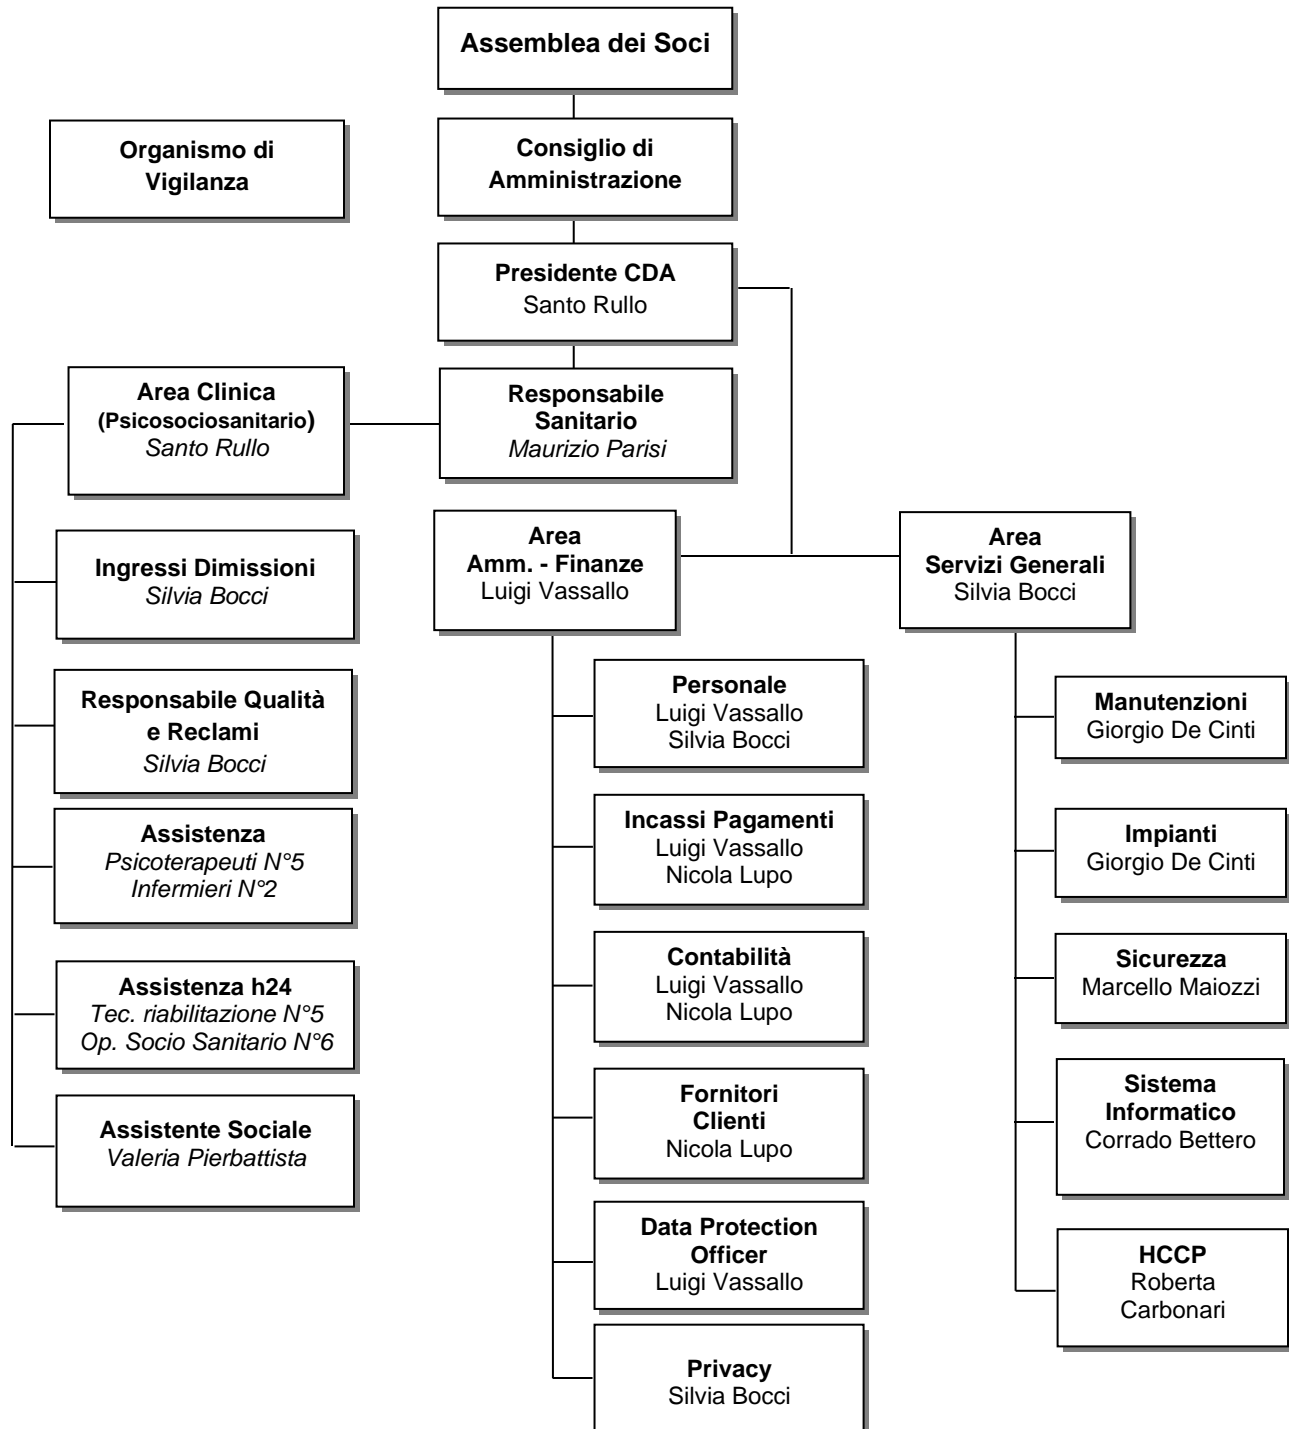 Assemblea dei Soci
Organismo di
Vigilanza
Consiglio di
Amministrazione
Presidente CDA
Santo Rullo
Area Clinica
(Psicosociosanitario)
Santo Rullo
Responsabile
Sanitario
Maurizio Parisi
Ingressi Dimissioni
Silvia Bocci
Responsabile Qualità
e Reclami
Silvia Bocci
Assistenza
Psicoterapeuti N°5
Infermieri N°2
Assistenza h24
Tec. riabilitazione N°5
Op. Socio Sanitario N°6
Assistente Sociale
Valeria Pierbattista
Area
Amm. - Finanze
Luigi Vassallo
Personale
Luigi Vassallo
Silvia Bocci
Incassi Pagamenti
Luigi Vassallo
Nicola Lupo
Contabilità
Luigi Vassallo
Nicola Lupo
Fornitori
Clienti
Nicola Lupo
Data Protection
Officer
Luigi Vassallo
Privacy
Silvia Bocci
Area
Servizi Generali
Silvia Bocci
Manutenzioni
Giorgio De Cinti
Impianti
Giorgio De Cinti
Sicurezza
Marcello Maiozzi
Sistema
Informatico
Corrado Bettero
HCCP
Roberta
Carbonari